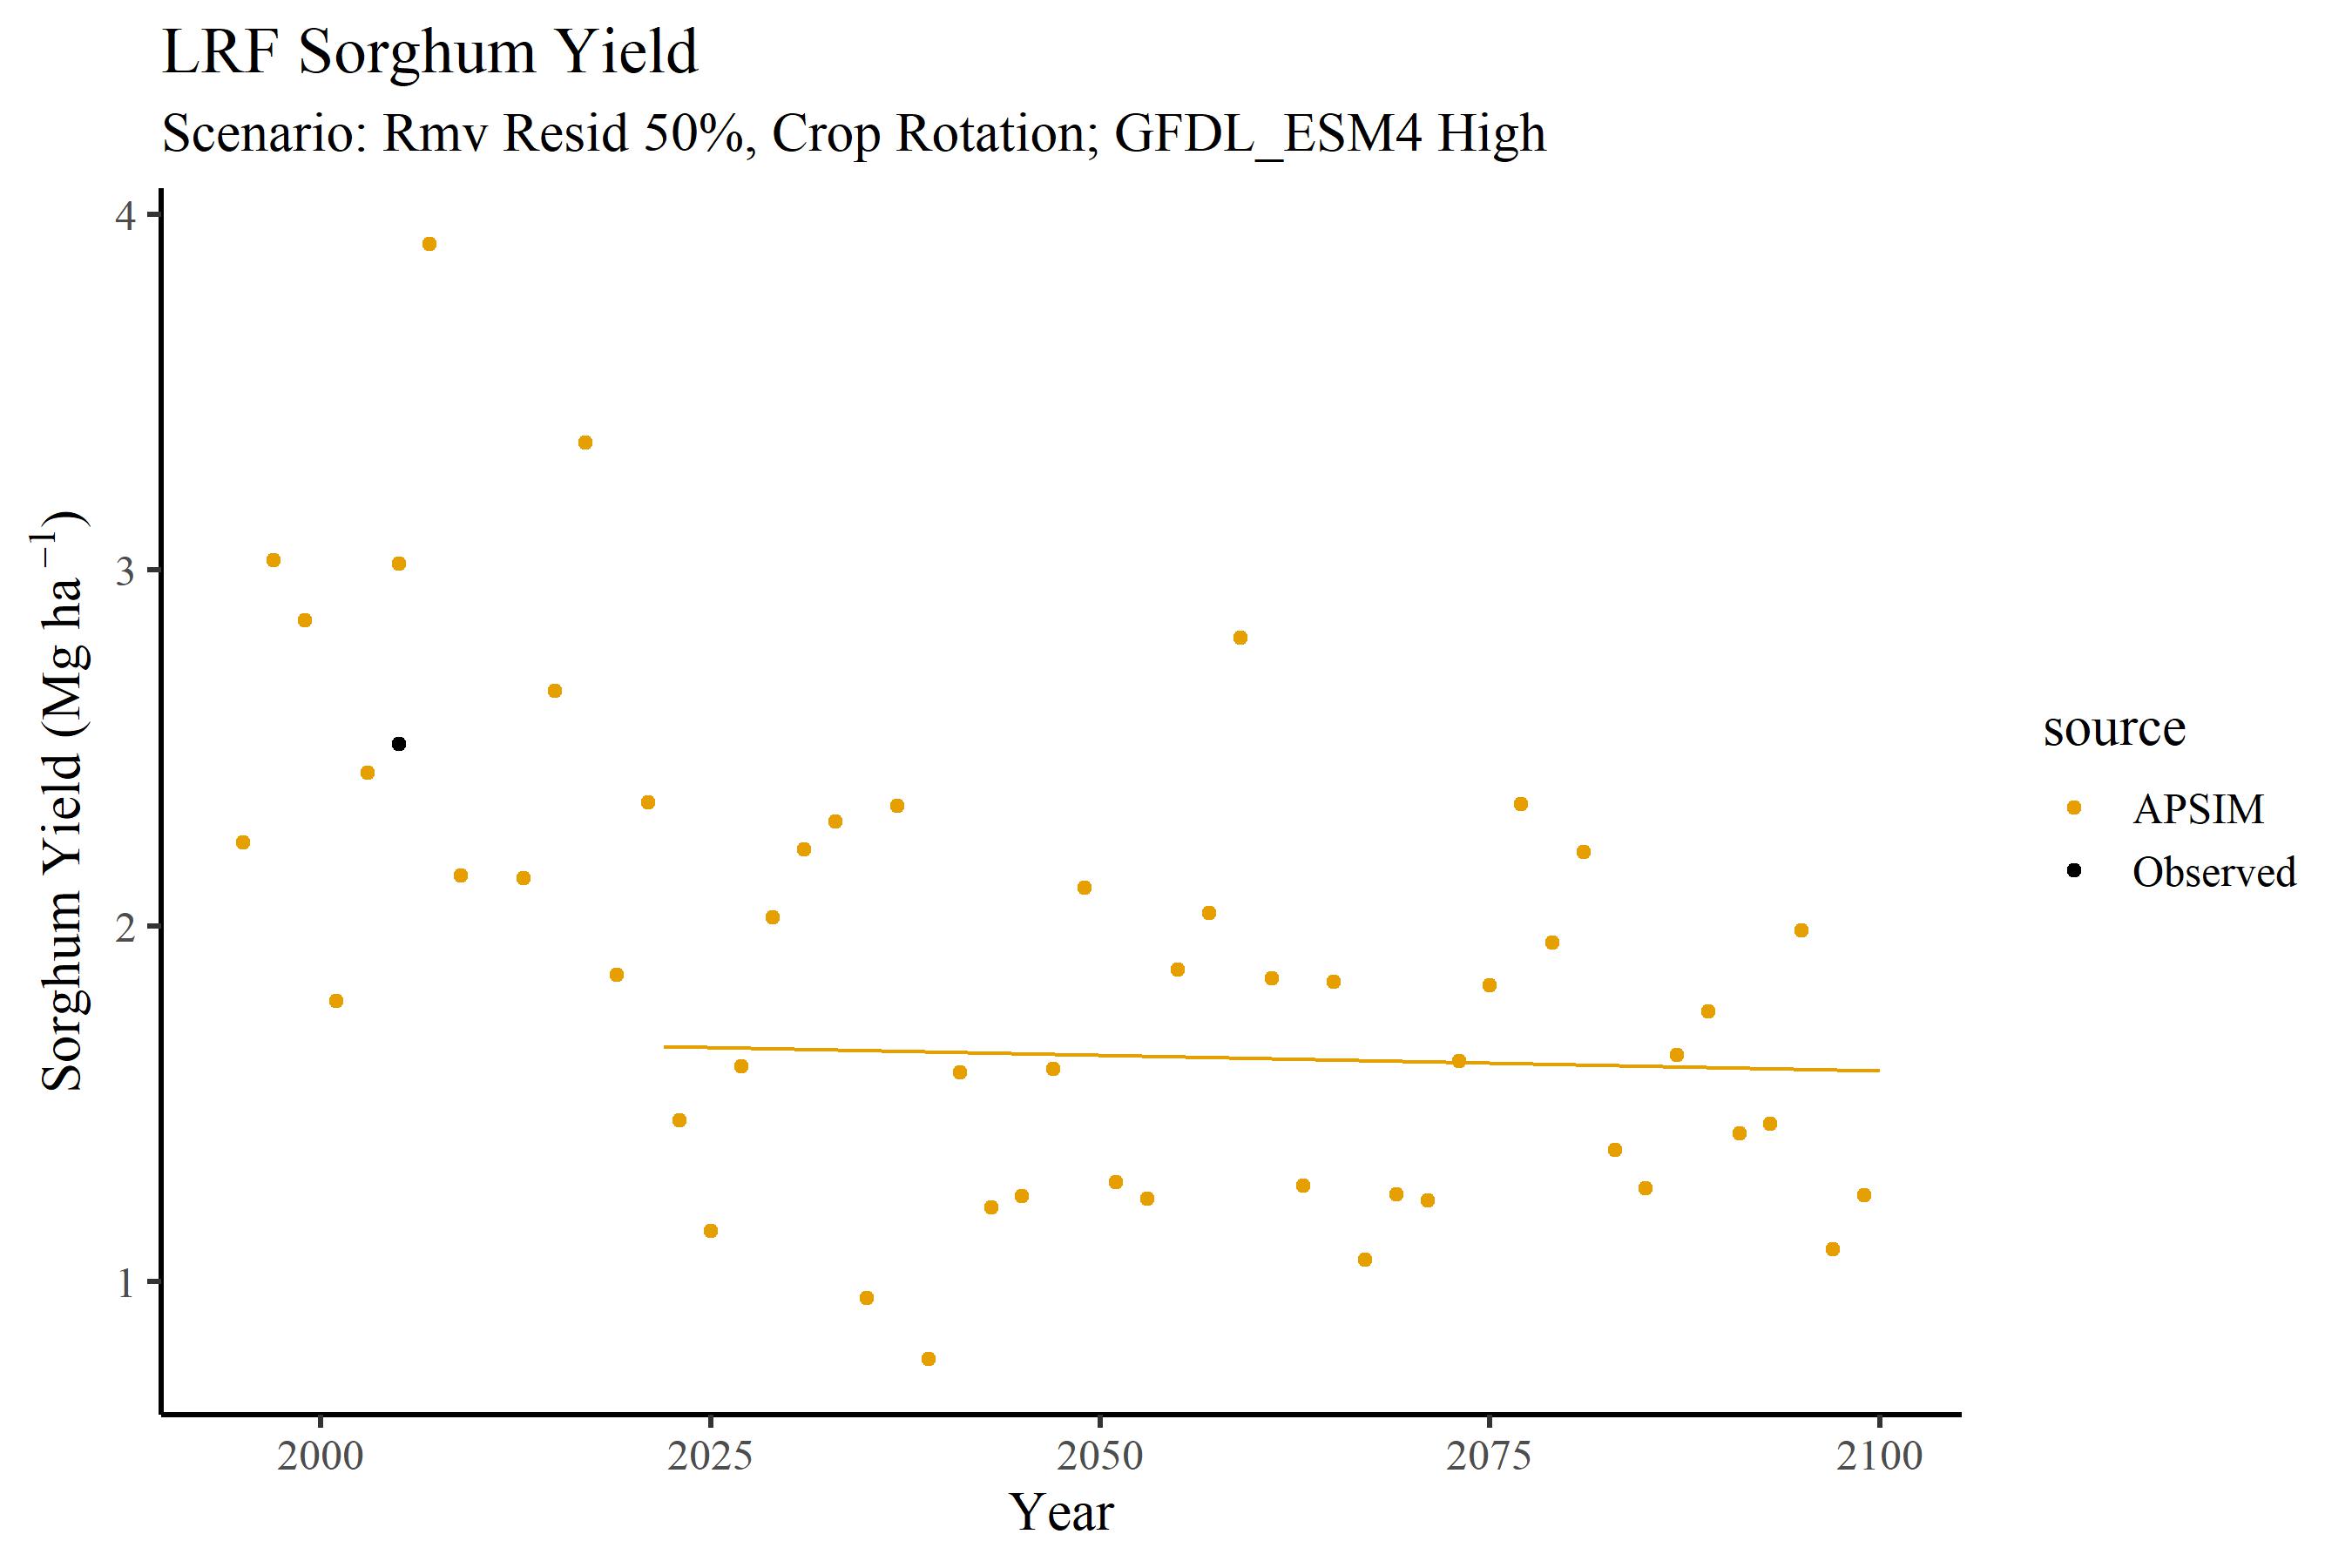 LRF Sorghum Yield
Scenario: Rmv Resid 50%, Crop Rotation; GFDL_ESM4 High
Sorghum Yield (Mg ha⁻¹)
4
3
2
1
2000 2025 2050 2075 2100
Year
source
APSIM
Observed